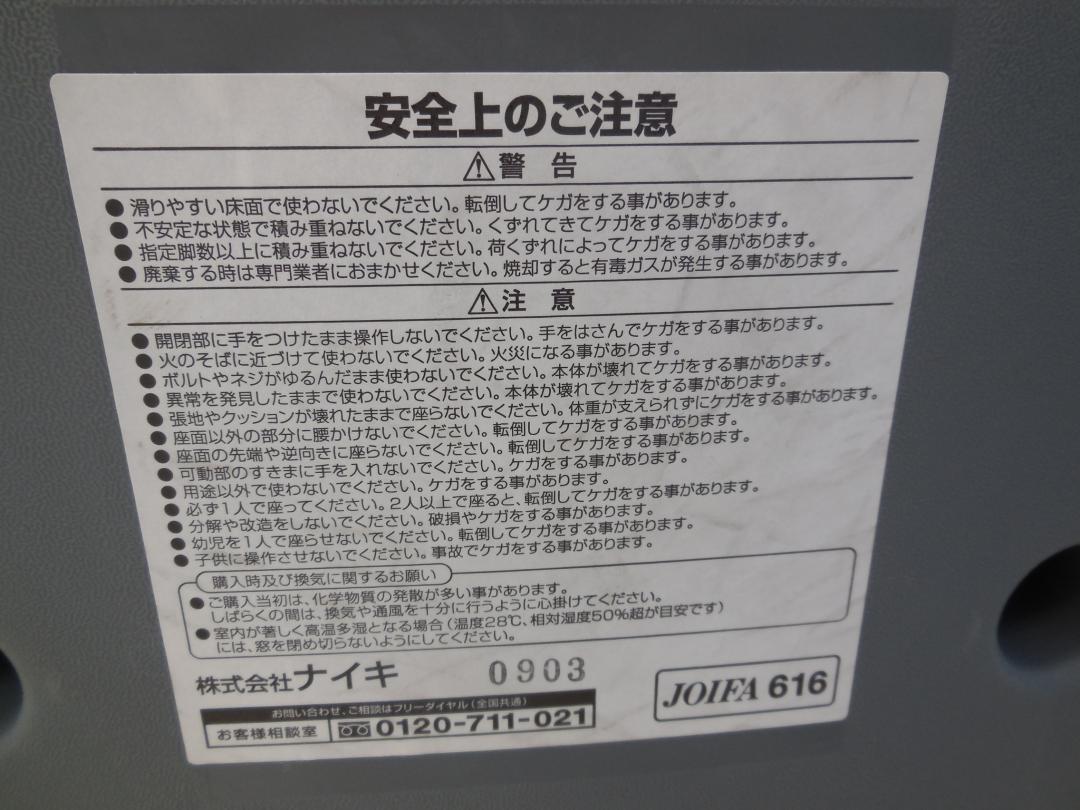 安全上のご注意
⚠警 告
●滑りやすい床面で使わないでください。転倒してケガをする事があります。
●不安定な状態で積み重ねないでください。くずれてきてケガをする事があります。
●指定脚数以上に積み重ねないでください。荷くずれによってケガをする事があります。
●廃棄する時は専門業者におまかせください。焼却すると有毒ガスが発生する事があります。
⚠注 意
●開閉部に手をつけたまま操作しないでください。手をはさんでケガをする事があります。
●火のそばに近づけて使わないでください。火災になる事があります。
●ボルトやネジがゆるんだまま使わないでください。本体が壊れてケガをする事があります。
●異常を発見したままで使わないでください。本体が壊れてケガをする事があります。
●張地やクッションが壊れたままで座らないでください。体重が支えられずにケガをする事があります。
●座面以外の部分に腰かけないでください。転倒してケガをする事があります。
●座面の先端や逆向きに座らないでください。転倒してケガをする事があります。
●可動部のすきまに手を入れないでください。ケガをする事があります。
●用途以外で使わないでください。ケガをする事があります。
●必ず1人で座ってください。2人以上で座ると、転倒してケガをする事があります。
●分解や改造をしないでください。破損やケガをする事があります。
●幼児を1人で座らせないでください。転倒してケガをする事があります。
●子供に操作させないでください。事故でケガをする事があります。
購入時及び換気に関するお願い
●ご購入当初は、化学物質の発散が多い事があります。
しばらくの間は、換気や通風を十分に行うように心掛けてください。
●室内が著しく高温多湿となる場合(温度28℃、相対湿度50%超が目安です)
には、窓を閉め切らないようにしてください。
株式会社ナイキ 0903
JOIFA 616
お問い合わせ、ご相談はフリーダイヤル(全国共通)
お客様相談室 0120-711-021